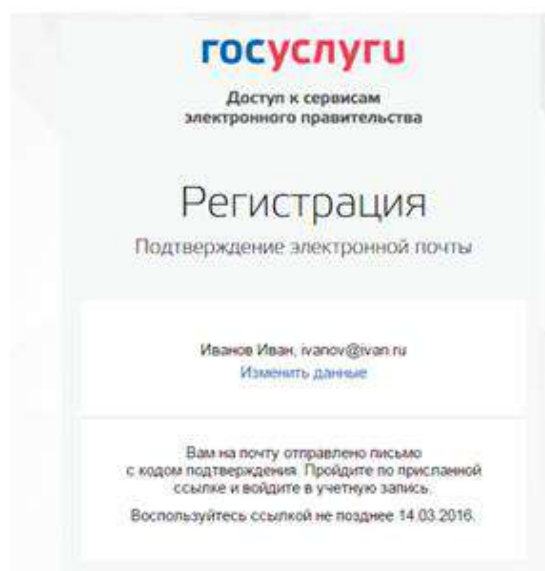 госуслуги
Доступ к сервисам
электронного правительства
Регистрация
Подтверждение электронной почты
Иванов Иван, ivanov@ivan.ru
Изменить данные
Вам на почту отправлено письмо
с кодом подтверждения. Пройдите по присланной
ссылке и войдите в учетную запись.
Воспользуйтесь ссылкой не позднее 14.03.2016.